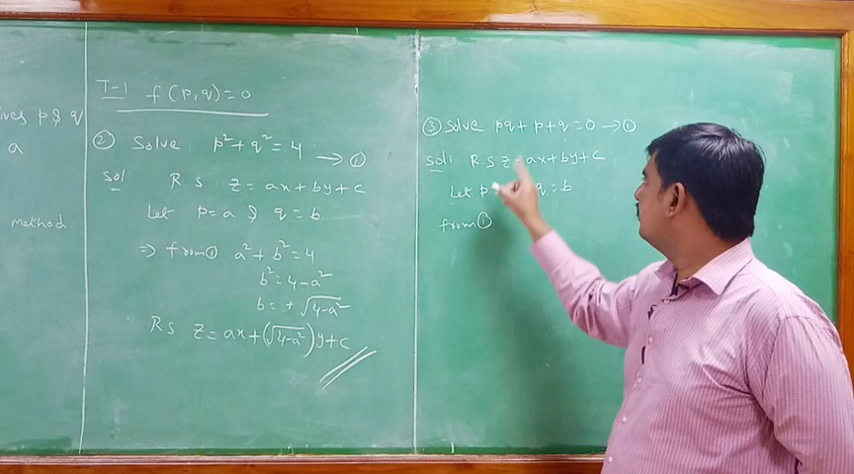 ives p & q
a
method
T-1 f(p,q)=0
② Solve p²+q²=4 → ①
Sol R S z=ax+by+c
Let p=a & q=b
⇒ from ① a²+b²=4
b²=4-a²
b=+√4-a²
R S z=ax+(√4-a²)y+c
③ Solve pq+p+q=0 → ①
Sol: R.S z=ax+by+c
Let p q=b
from ①